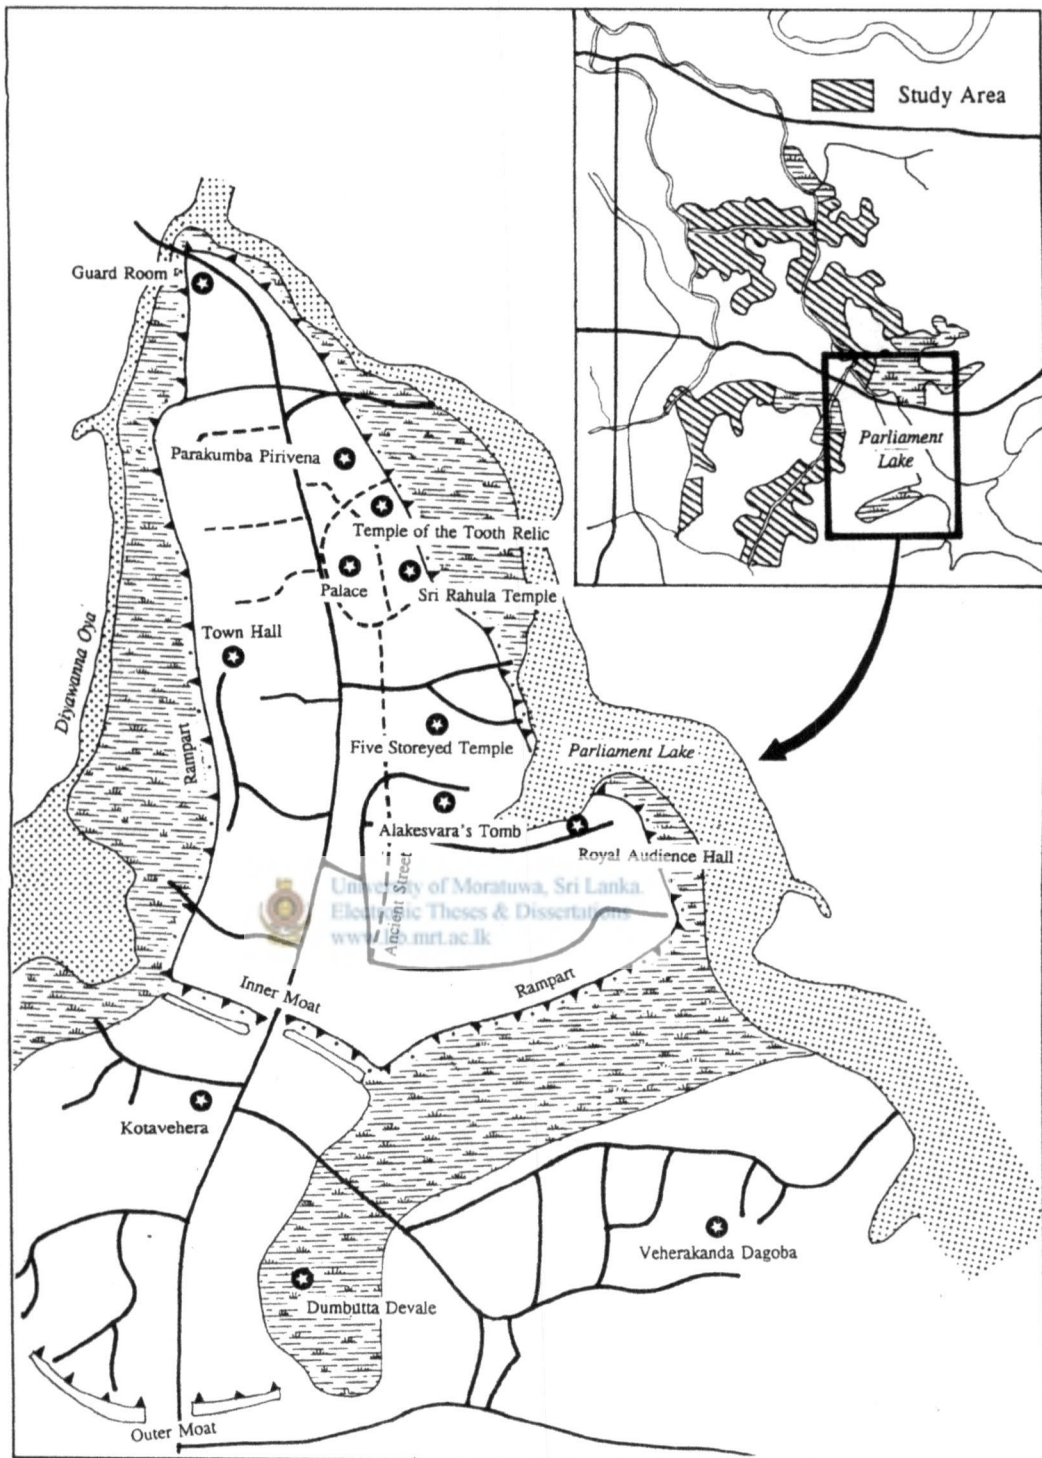 Study Area
Parliament
Lake
Guard Room
Parakumba Pirivena
Temple of the Tooth Relic
Palace
Sri Rahula Temple
Town Hall
Diyawanna Oya
Rampart
Five Storeyed Temple
Parliament Lake
Alakesvara's Tomb
Royal Audience Hall
University of Moratuwa, Sri Lanka.
Electronic Theses & Dissertations
www.lib.mrt.ac.lk
Ancient Street
Inner Moat
Rampart
Kotavehera
Veherakanda Dagoba
Dumbutta Devale
Outer Moat